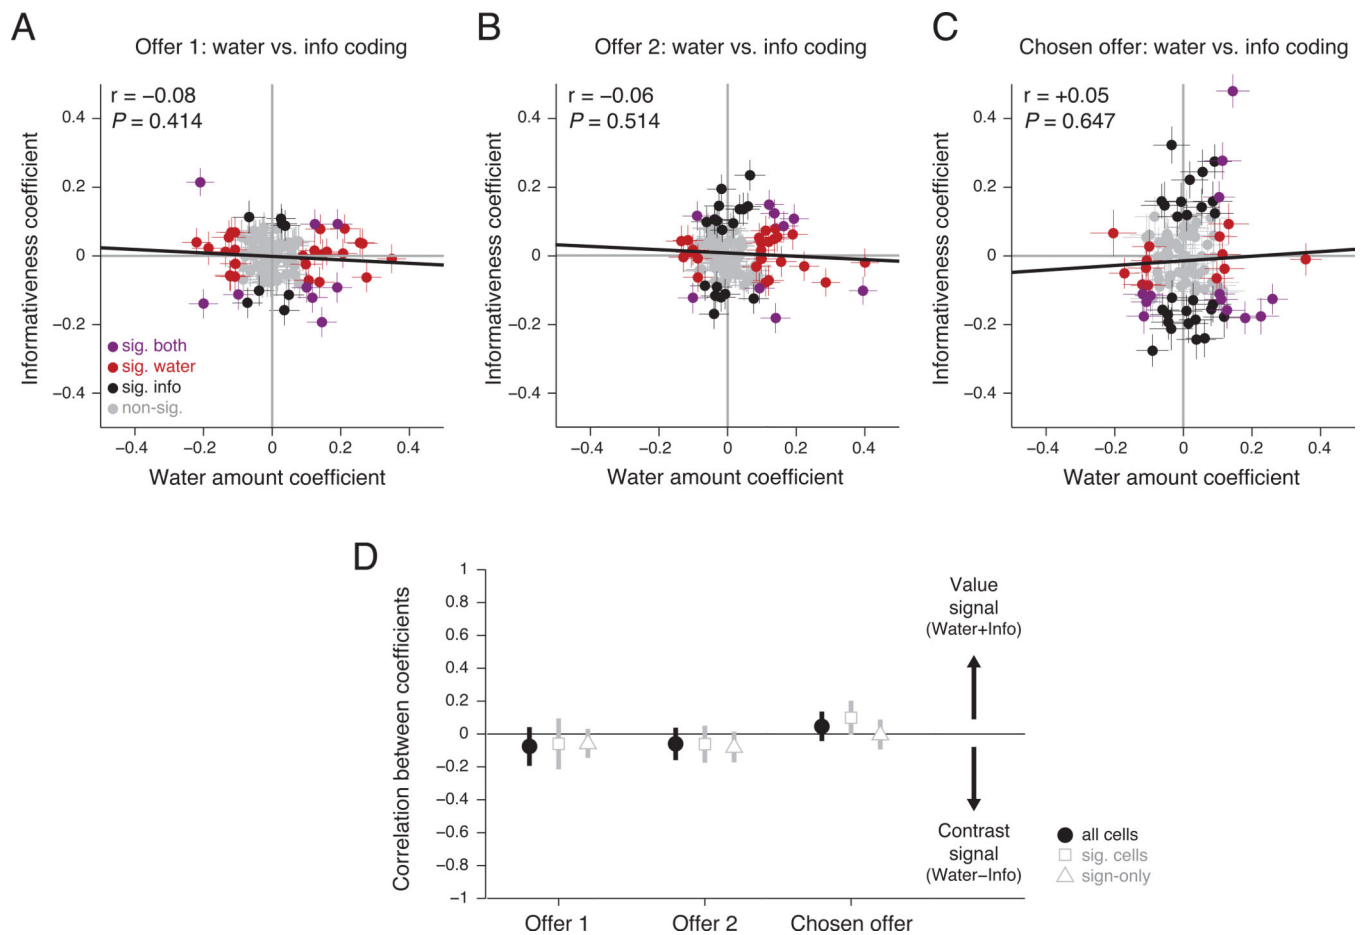 A
Offer 1: water vs. info coding
r = −0.08
P = 0.414
Informativeness coefficient
0.4
0.2
0
−0.2
−0.4
sig. both
sig. water
sig. info
non-sig.
−0.4
−0.2
0
0.2
0.4
Water amount coefficient
B
Offer 2: water vs. info coding
r = −0.06
P = 0.514
Informativeness coefficient
0.4
0.2
0
−0.2
−0.4
−0.4
−0.2
0
0.2
0.4
Water amount coefficient
C
Chosen offer: water vs. info coding
r = +0.05
P = 0.647
Informativeness coefficient
0.4
0.2
0
−0.2
−0.4
−0.4
−0.2
0
0.2
0.4
Water amount coefficient
D
Correlation between coefficients
1
0.8
0.6
0.4
0.2
0
−0.2
−0.4
−0.6
−0.8
−1
Offer 1
Offer 2
Chosen offer
Value
signal
(Water+Info)
Contrast
signal
(Water−Info)
all cells
sig. cells
sign-only